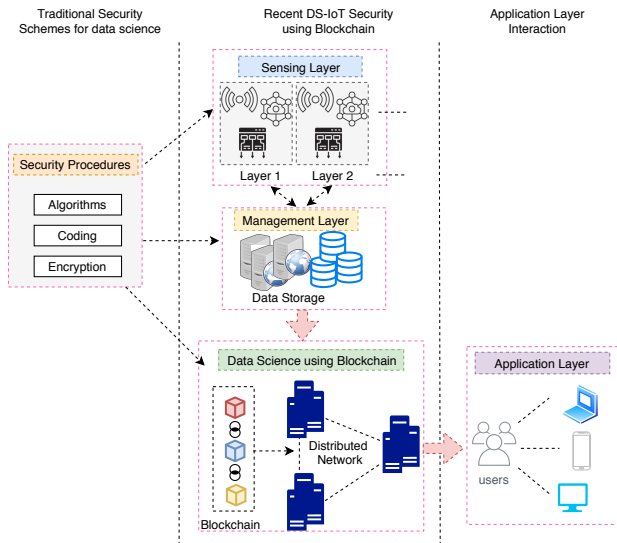 Traditional Security
Schemes for data science
Recent DS-IoT Security
using Blockchain
Application Layer
Interaction
Sensing Layer
Layer 1
Layer 2
Security Procedures
Algorithms
Coding
Encryption
Management Layer
Data Storage
Data Science using Blockchain
Distributed
Network
Blockchain
Application Layer
users